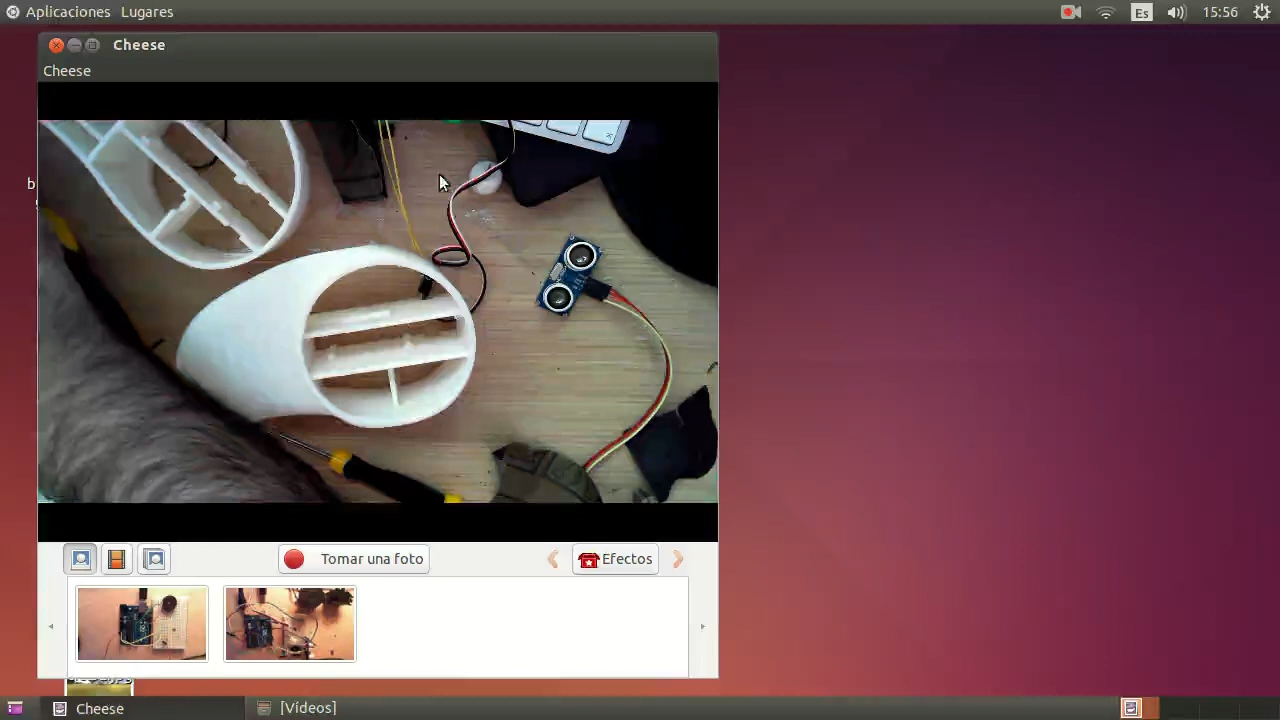 Aplicaciones Lugares
Es
15:56
Cheese
Cheese
b
Tomar una foto
Efectos
Cheese
[Vídeos]